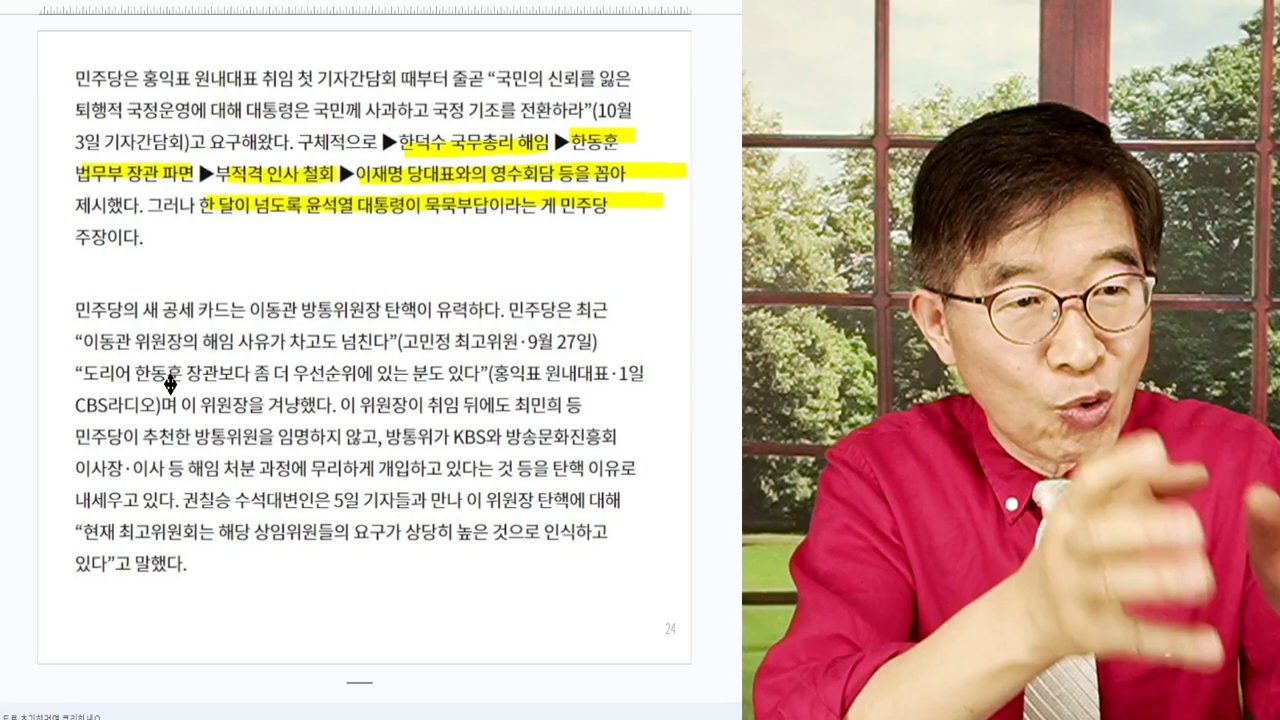 민주당은 홍익표 원내대표 취임 첫 기자간담회 때부터 줄곧 “국민의 신뢰를 잃은
퇴행적 국정운영에 대해 대통령은 국민께 사과하고 국정 기조를 전환하라”(10월
3일 기자간담회)고 요구해왔다. 구체적으로 ▶한덕수 국무총리 해임 ▶한동훈
법무부 장관 파면 ▶부적격 인사 철회 ▶이재명 당대표와의 영수회담 등을 꼽아
제시했다. 그러나 한 달이 넘도록 윤석열 대통령이 묵묵부답이라는 게 민주당
주장이다.
민주당의 새 공세 카드는 이동관 방통위원장 탄핵이 유력하다. 민주당은 최근
“이동관 위원장의 해임 사유가 차고도 넘친다”(고민정 최고위원·9월 27일)
“도리어 한동훈 장관보다 좀 더 우선순위에 있는 분도 있다”(홍익표 원내대표·1일
CBS라디오)며 이 위원장을 겨냥했다. 이 위원장이 취임 뒤에도 최민희 등
민주당이 추천한 방통위원을 임명하지 않고, 방통위가 KBS와 방송문화진흥회
이사장·이사 등 해임 처분 과정에 무리하게 개입하고 있다는 것 등을 탄핵 이유로
내세우고 있다. 권칠승 수석대변인은 5일 기자들과 만나 이 위원장 탄핵에 대해
“현재 최고위원회는 해당 상임위원들의 요구가 상당히 높은 것으로 인식하고
있다”고 말했다.
24